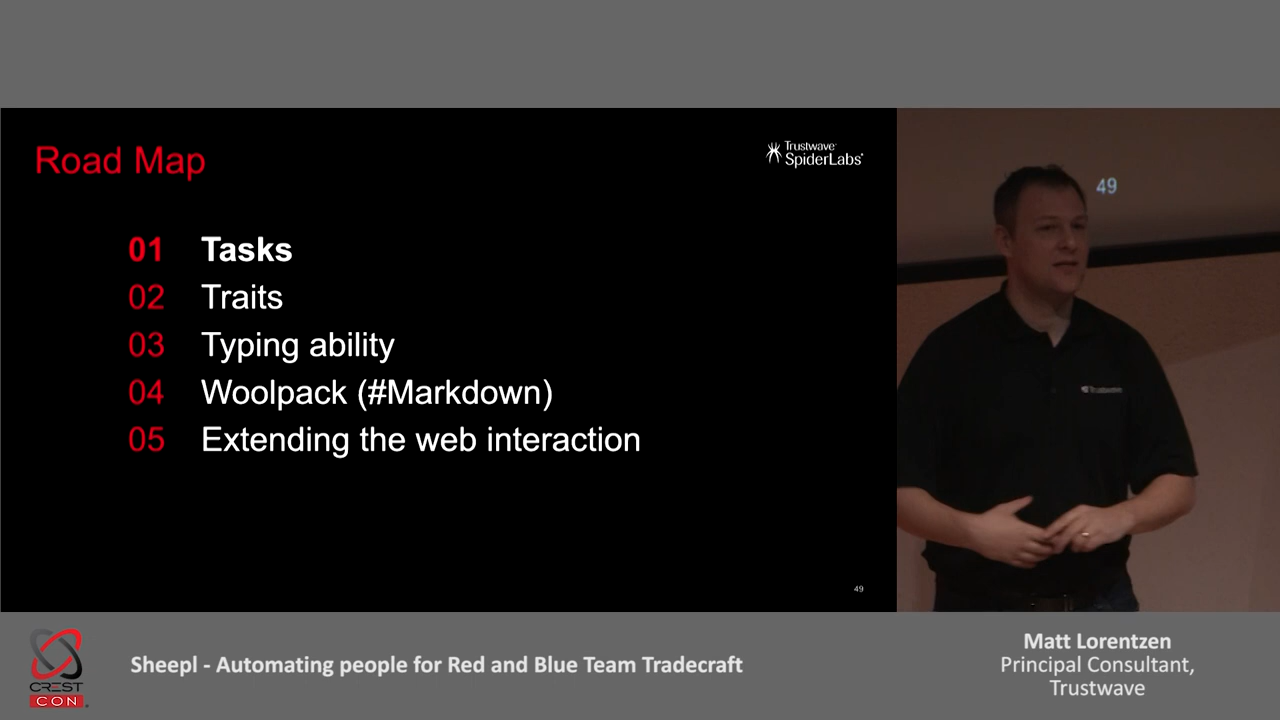 Road Map
Trustwave
SpiderLabs
01 Tasks
02 Traits
03 Typing ability
04 Woolpack (#Markdown)
05 Extending the web interaction
49
49
Trustwave
CREST
CON
Sheepl - Automating people for Red and Blue Team Tradecraft
Matt Lorentzen
Principal Consultant,
Trustwave